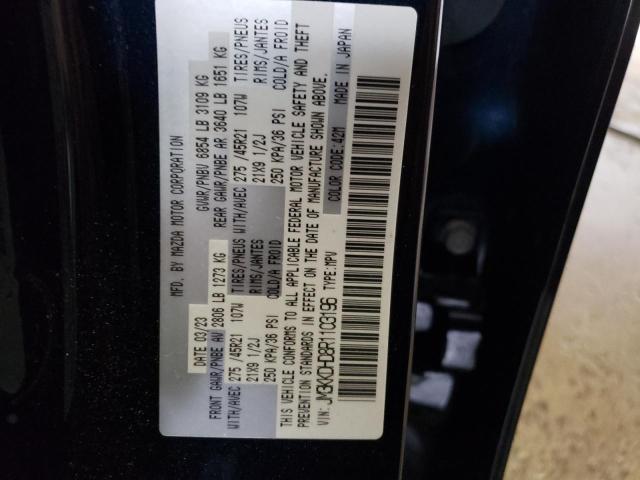 MFD. BY MAZDA MOTOR CORPORATION
DATE 03/23 GVWR/PNBV 6854 LB 3109 KG
FRONT GAWR/PNBE AV 2806 LB 1273 KG REAR GAWR/PNBE AR 3640 LB 1651 KG
WITH/AVEC 275 /45R21 107W TIRES/PNEUS WITH/AVEC 275 /45R21 107W TIRES/PNEUS
21X9 1/2J RIMS/JANTES 21X9 1/2J RIMS/JANTES
250 KPA/36 PSI COLD/A FROID 250 KPA/36 PSI COLD/A FROID
THIS VEHICLE CONFORMS TO ALL APPLICABLE FEDERAL MOTOR VEHICLE SAFETY AND THEFT
PREVENTION STANDARDS IN EFFECT ON THE DATE OF MANUFACTURE SHOWN ABOVE.
VIN: JM3KKDHD8R1103196 TYPE:MPV COLOR CODE:42M MADE IN JAPAN